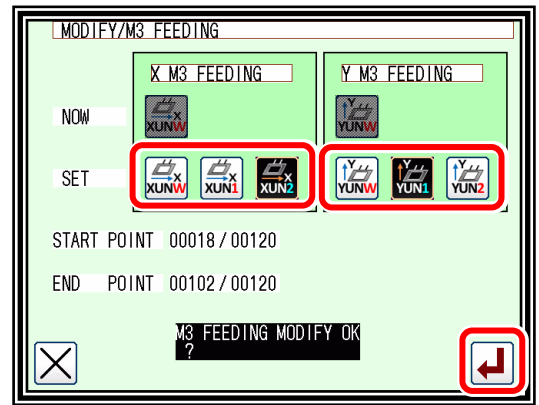 MODIFY/M3 FEEDING
X M3 FEEDING Y M3 FEEDING
NOW X XUNW Y YUNW
SET X XUNW X XUN1 X XUN2 Y YUNW Y YUN1 Y YUN2
START POINT 00018/00120
END POINT 00102/00120
M3 FEEDING MODIFY OK
?